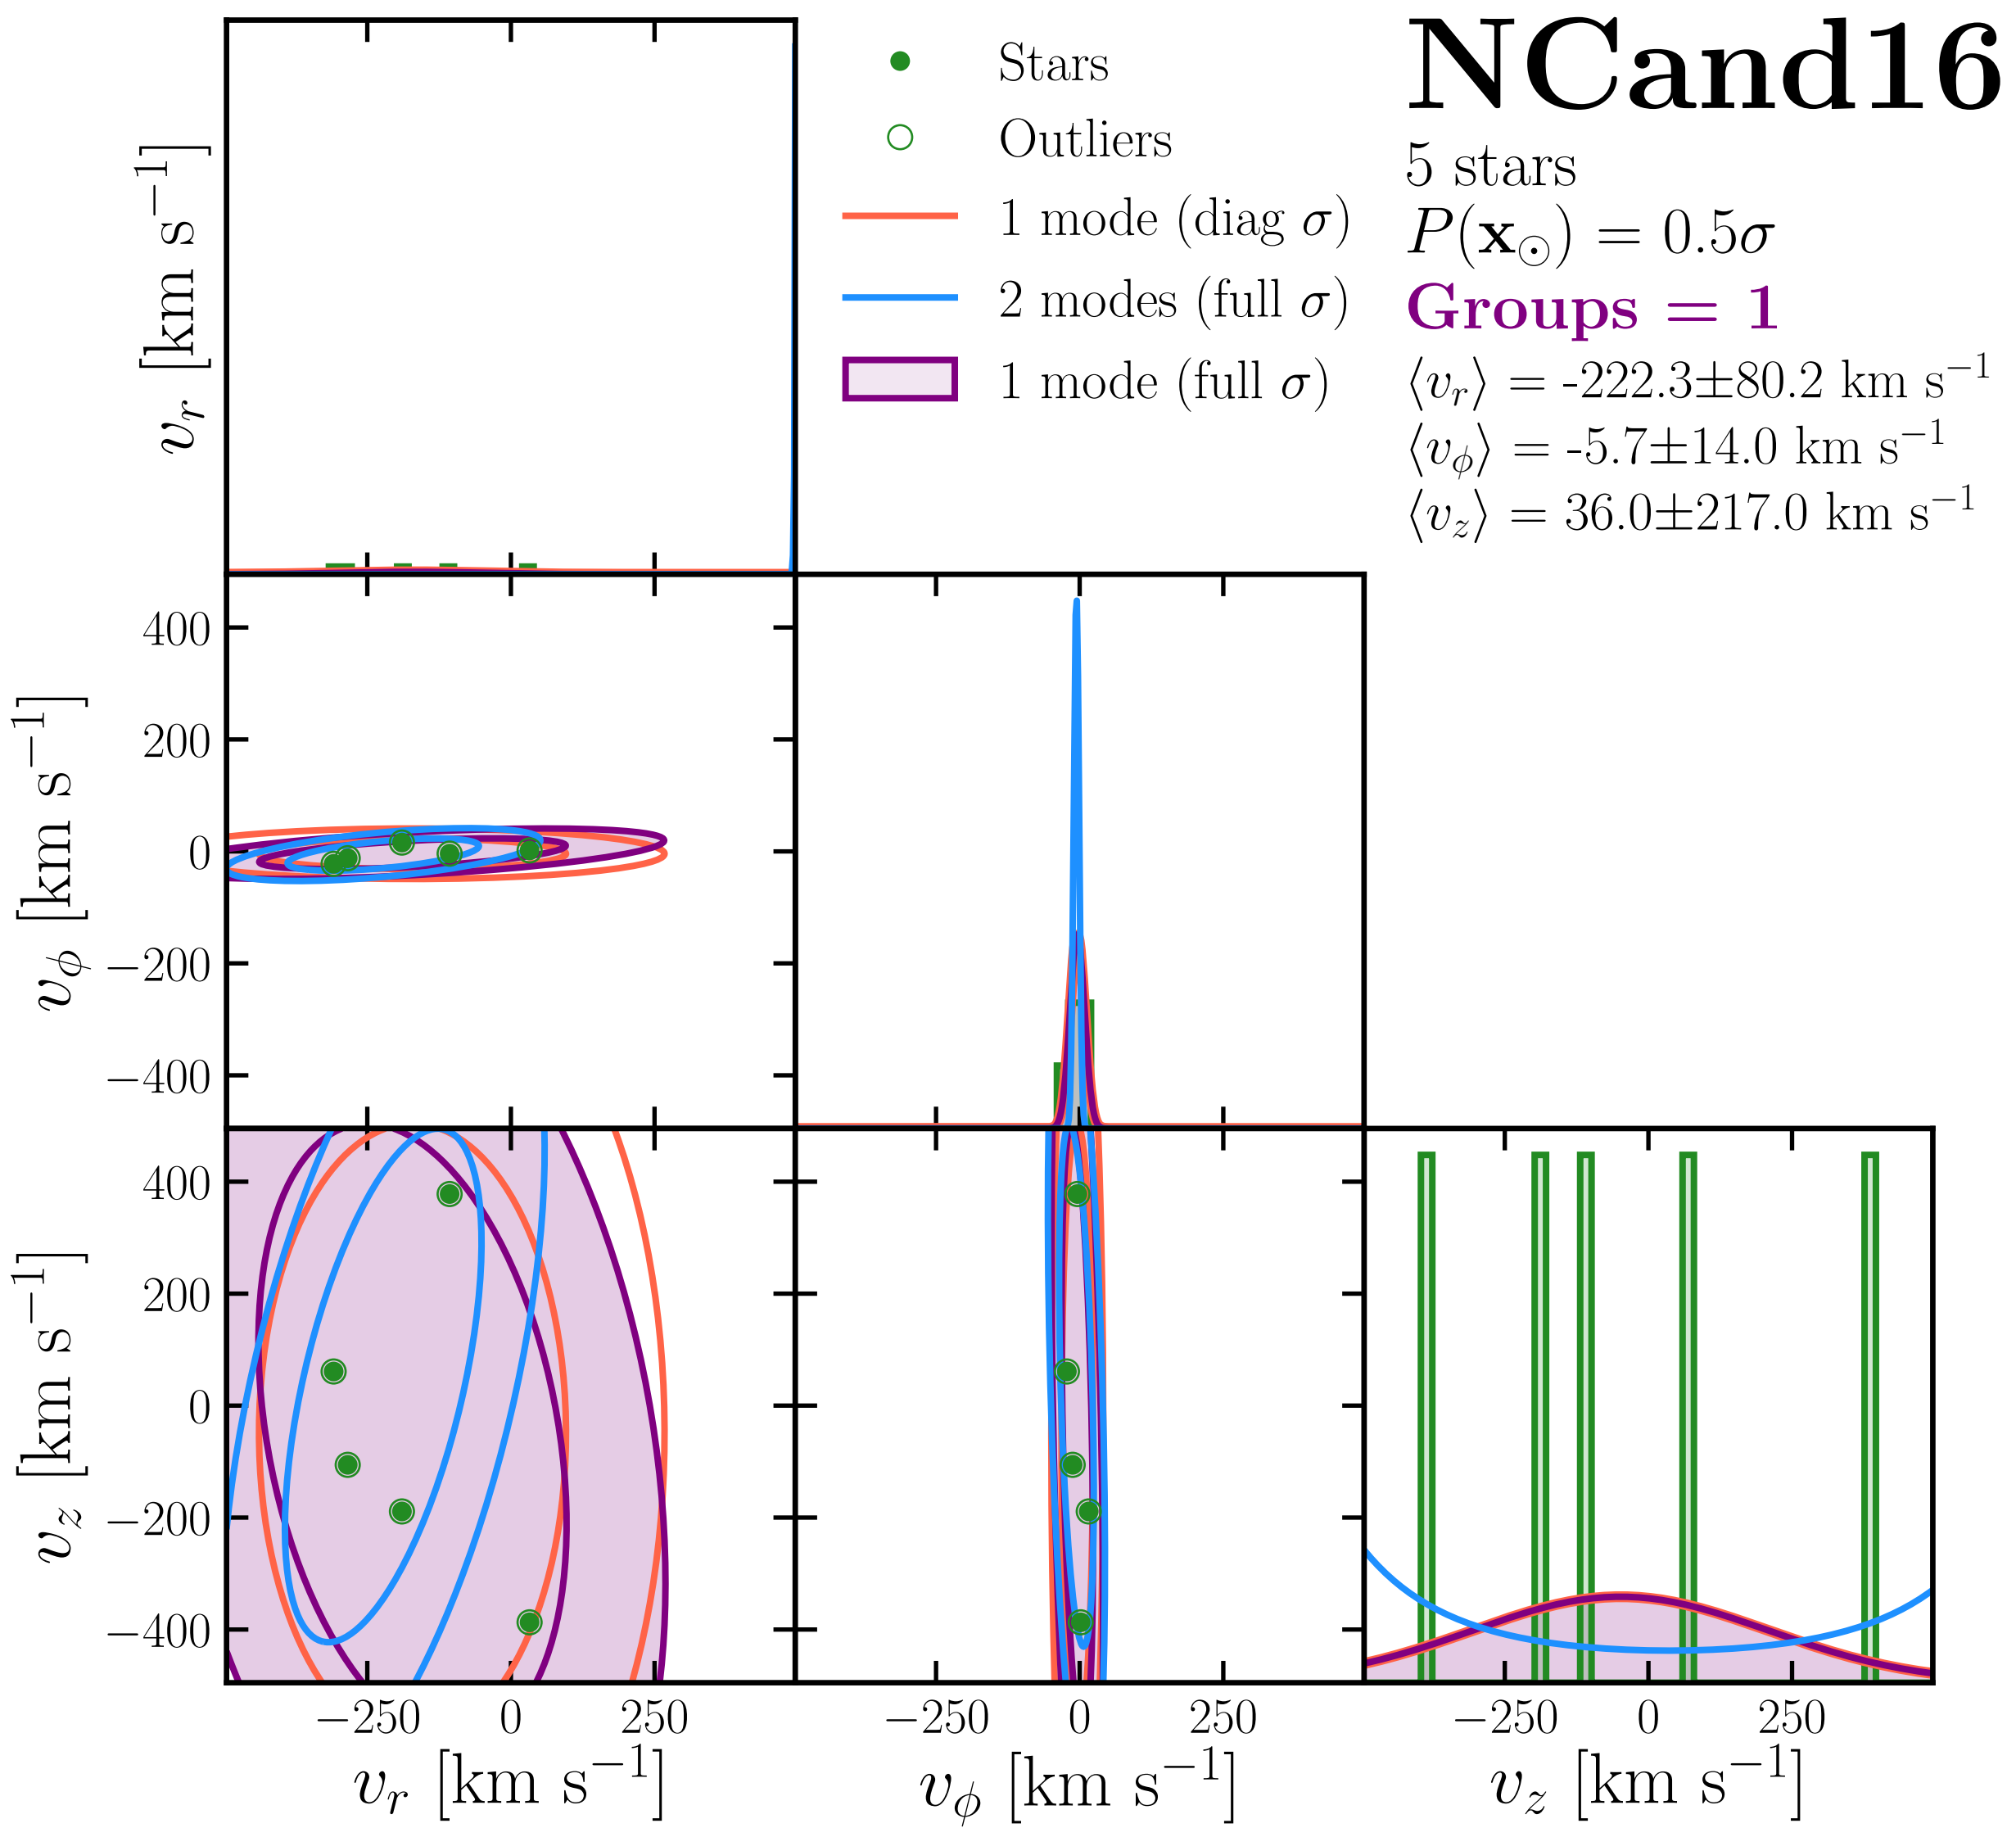 NCand16
5 stars
P(x⊙) = 0.5σ
Groups = 1
⟨v_r⟩ = -222.3±80.2 km s⁻¹
⟨v_ϕ⟩ = -5.7±14.0 km s⁻¹
⟨v_z⟩ = 36.0±217.0 km s⁻¹
Stars
Outliers
1 mode (diag σ)
2 modes (full σ)
1 mode (full σ)
v_r [km s⁻¹]
400
200
0
−200
−400
v_ϕ [km s⁻¹]
400
200
0
−200
−400
v_z [km s⁻¹]
−250 0 250
v_r [km s⁻¹]
−250 0 250
v_ϕ [km s⁻¹]
−250 0 250
v_z [km s⁻¹]